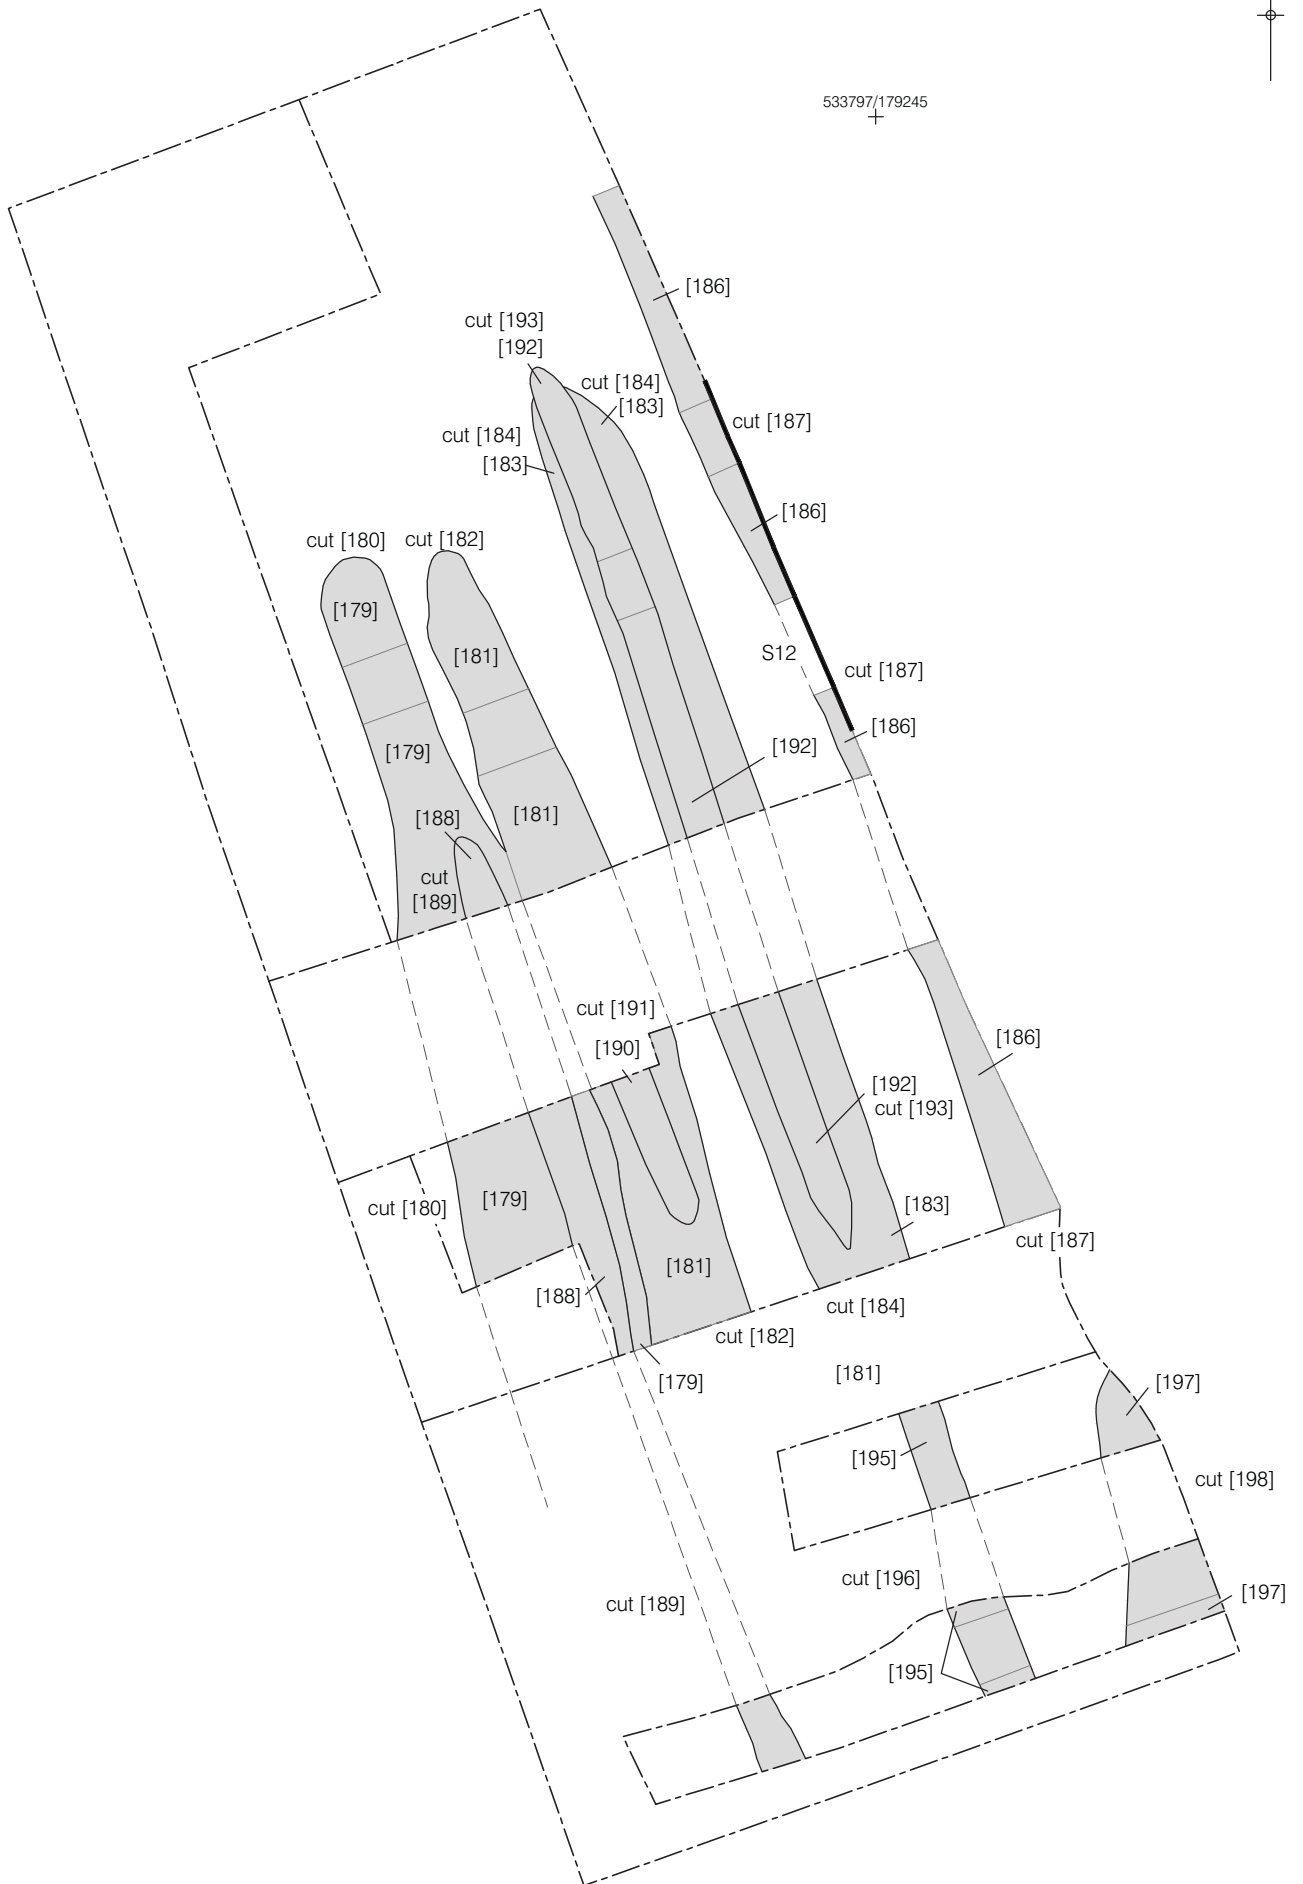 533797/179245
[186]
cut [193]
[192]
cut [184]
[183]
cut [187]
cut [184]
[183]
[186]
cut [180]
cut [182]
[179]
[181]
S12
cut [187]
[186]
[179]
[192]
[181]
[188]
cut
[189]
cut [191]
[190]
[186]
[192]
cut [193]
cut [180]
[179]
[183]
cut [187]
[181]
[188]
cut [184]
cut [182]
[179]
[181]
[197]
[195]
cut [198]
cut [196]
[197]
cut [189]
[195]